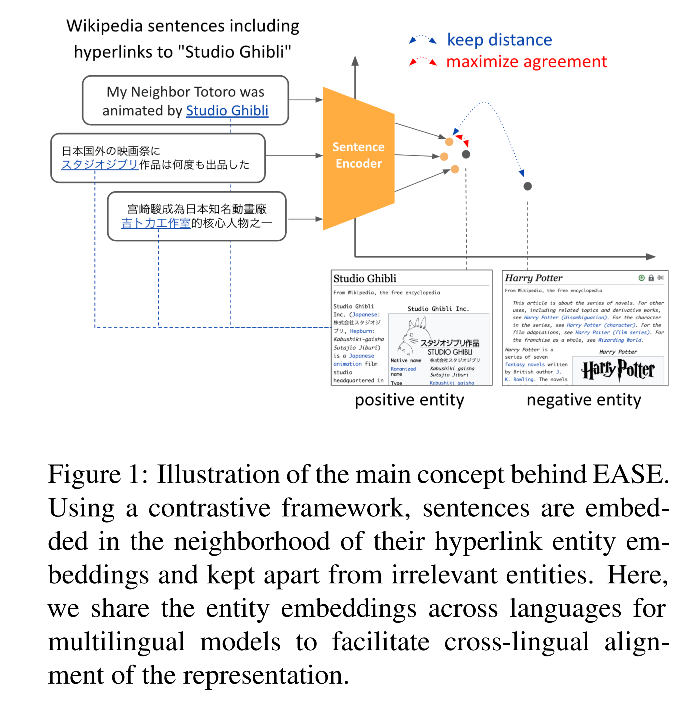 Wikipedia sentences including
hyperlinks to "Studio Ghibli"
keep distance
maximize agreement
My Neighbor Totoro was
animated by Studio Ghibli
日本国外の映画祭に
スタジオジブリ作品は何度も出品した
宮崎駿成為日本知名動畫廠
吉卜力工作室的核心人物之一
Sentence
Encoder
Studio Ghibli
From Wikipedia, the free encyclopedia
Studio Ghibli
Inc. (Japanese:
株式会社スタジオジ
ブリ, Hepburn:
Kabushiki-gaisha
Sutajio Jiburi)
is a Japanese
animation film
studio
headquartered in
Studio Ghibli Inc.
スタジオジブリ作品
STUDIO GHIBLI
Native name
株式会社スタジオジブリ
Romanized
name
Kabushiki gaisha
Sutajio Jiburi
Type
Kabushiki gaisha
positive entity
Harry Potter
From Wikipedia, the free encyclopedia
This article is about the series of novels. For other
uses, including related topics and derivative works,
see Harry Potter (disambiguation). For the character
in the series, see Harry Potter (character). For the
film adaptations, see Harry Potter (film series). For
the franchise as a whole, see Wizarding World.
Harry Potter is a
series of seven
fantasy novels written
by British author J.
K. Rowling. The novels
Harry Potter
Harry Potter
negative entity
Figure 1: Illustration of the main concept behind EASE.
Using a contrastive framework, sentences are embed-
ded in the neighborhood of their hyperlink entity em-
beddings and kept apart from irrelevant entities. Here,
we share the entity embeddings across languages for
multilingual models to facilitate cross-lingual align-
ment of the representation.